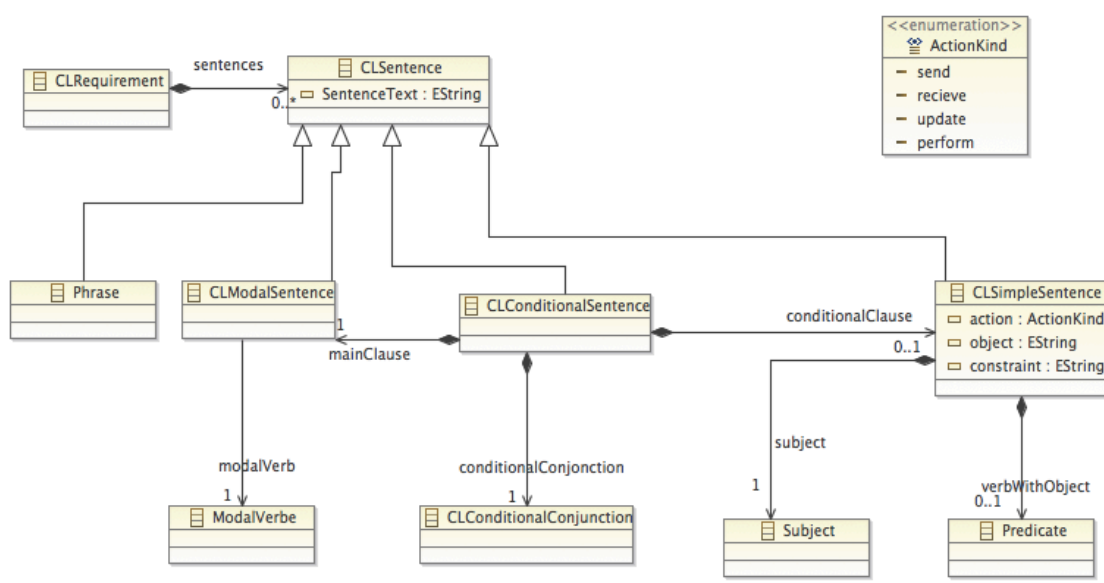 sentences
CLRequirement
CLSentence
SentenceText : EString
0..*
<<enumeration>>
ActionKind
send
recieve
update
perform
Phrase
CLModalSentence
CLConditionalSentence
CLSimpleSentence
action : ActionKind
object : EString
constraint : EString
1
mainClause
conditionalClause
0..1
modalVerb
1
conditionalConjonction
1
subject
1
verbWithObject
0..1
ModalVerbe
CLConditionalConjunction
Subject
Predicate